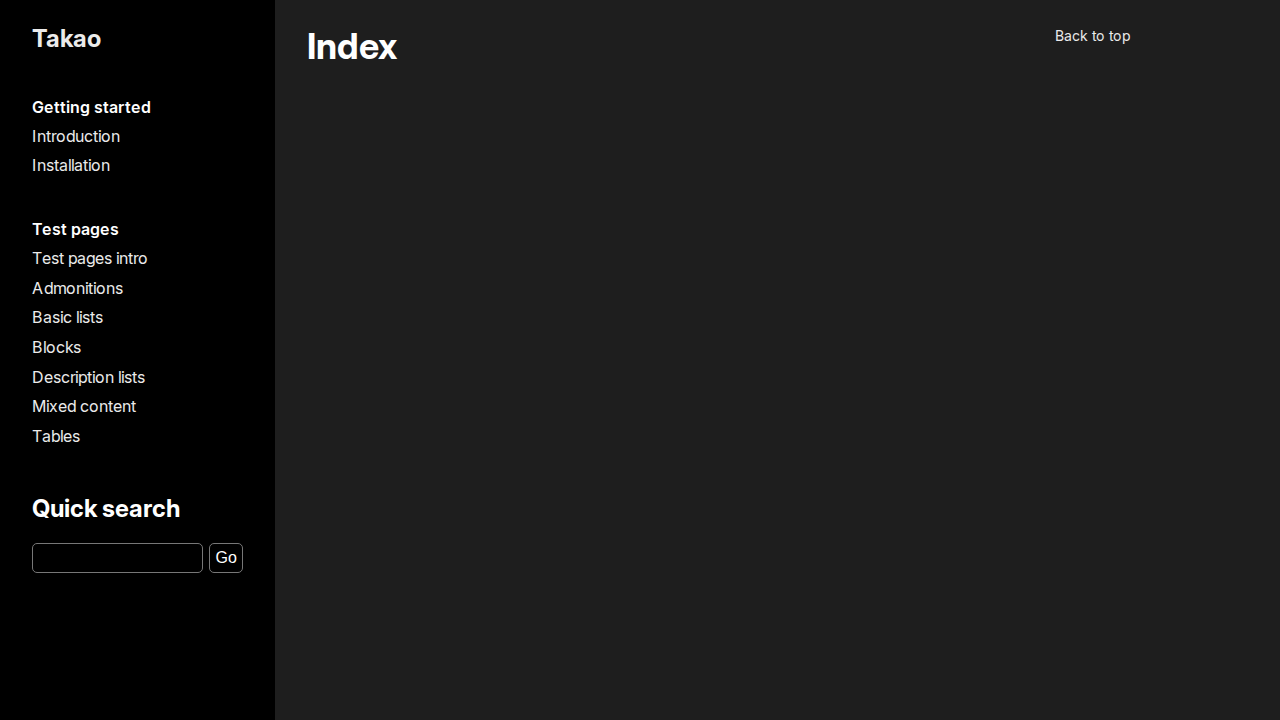 Takao
Getting started
Introduction
Installation
Test pages
Test pages intro
Admonitions
Basic lists
Blocks
Description lists
Mixed content
Tables
Quick search
Go
Index
Back to top